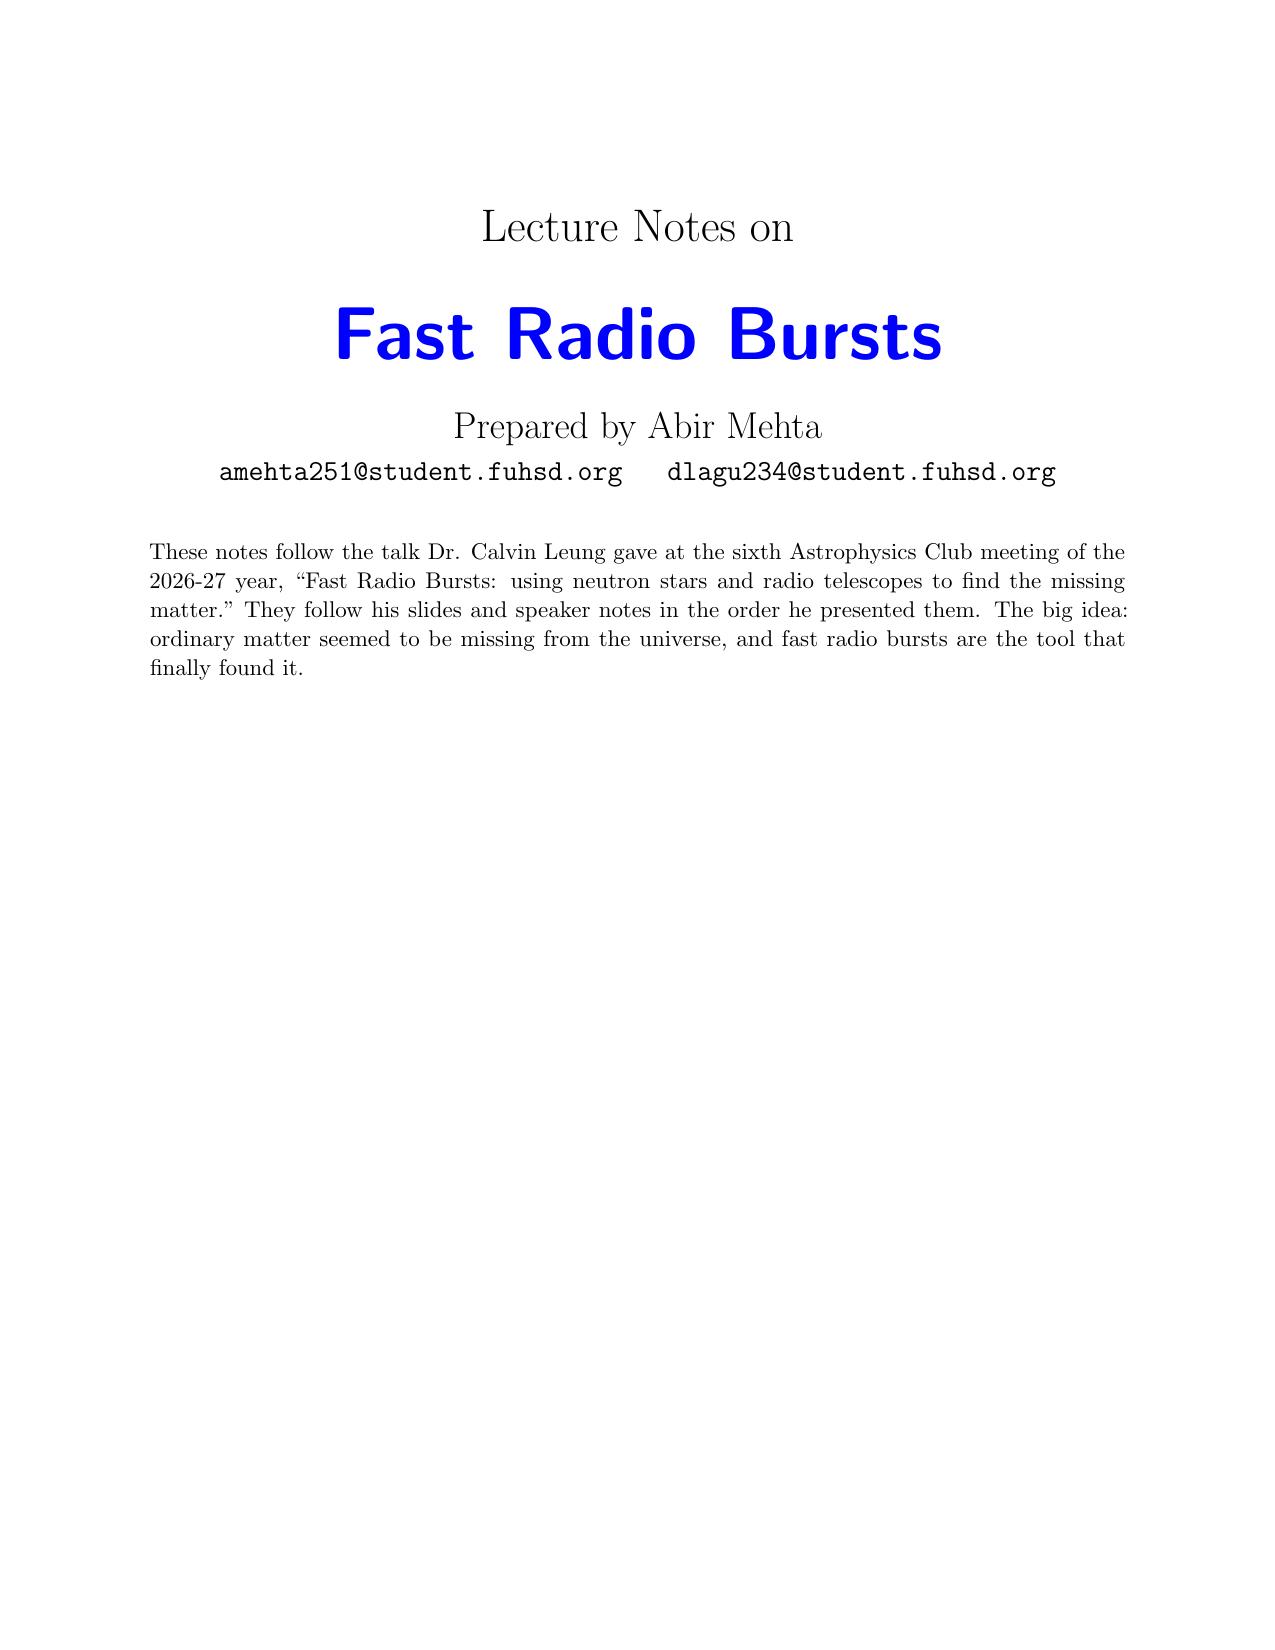 Lecture Notes on
Fast Radio Bursts
Prepared by Abir Mehta
amehta251@student.fuhsd.org dlagu234@student.fuhsd.org
These notes follow the talk Dr. Calvin Leung gave at the sixth Astrophysics Club meeting of the
2026-27 year, “Fast Radio Bursts: using neutron stars and radio telescopes to find the missing
matter.” They follow his slides and speaker notes in the order he presented them. The big idea:
ordinary matter seemed to be missing from the universe, and fast radio bursts are the tool that
finally found it.